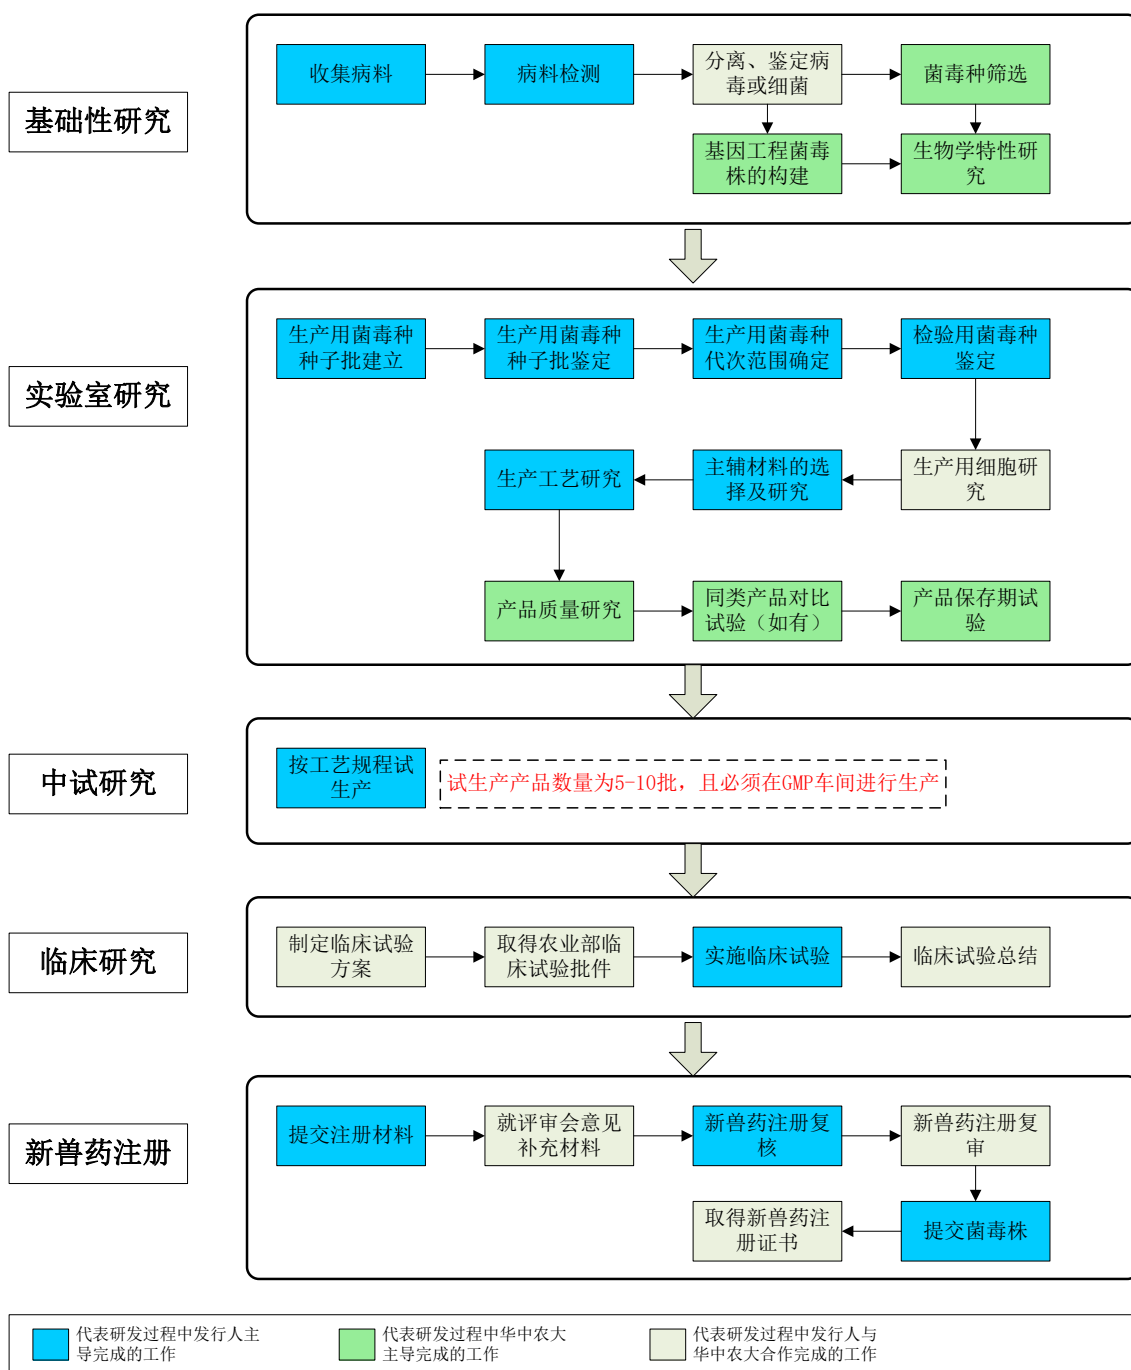 基础性研究
收集病料
病料检测
分离、鉴定病
毒或细菌
菌毒种筛选
基因工程菌毒
株的构建
生物学特性研
究
实验室研究
生产用菌毒种
种子批建立
生产用菌毒种
种子批鉴定
生产用菌毒种
代次范围确定
检验用菌毒种
鉴定
生产工艺研究
主辅材料的选
择及研究
生产用细胞研
究
产品质量研究
同类产品对比
试验（如有）
产品保存期试
验
中试研究
按工艺规程试
生产
试生产产品数量为5-10批，且必须在GMP车间进行生产
临床研究
制定临床试验
方案
取得农业部临
床试验批件
实施临床试验
临床试验总结
新兽药注册
提交注册材料
就评审会意见
补充材料
新兽药注册复
核
新兽药注册复
审
取得新兽药注
册证书
提交菌毒株
代表研发过程中发行人主
导完成的工作
代表研发过程中华中农大
主导完成的工作
代表研发过程中发行人与
华中农大合作完成的工作